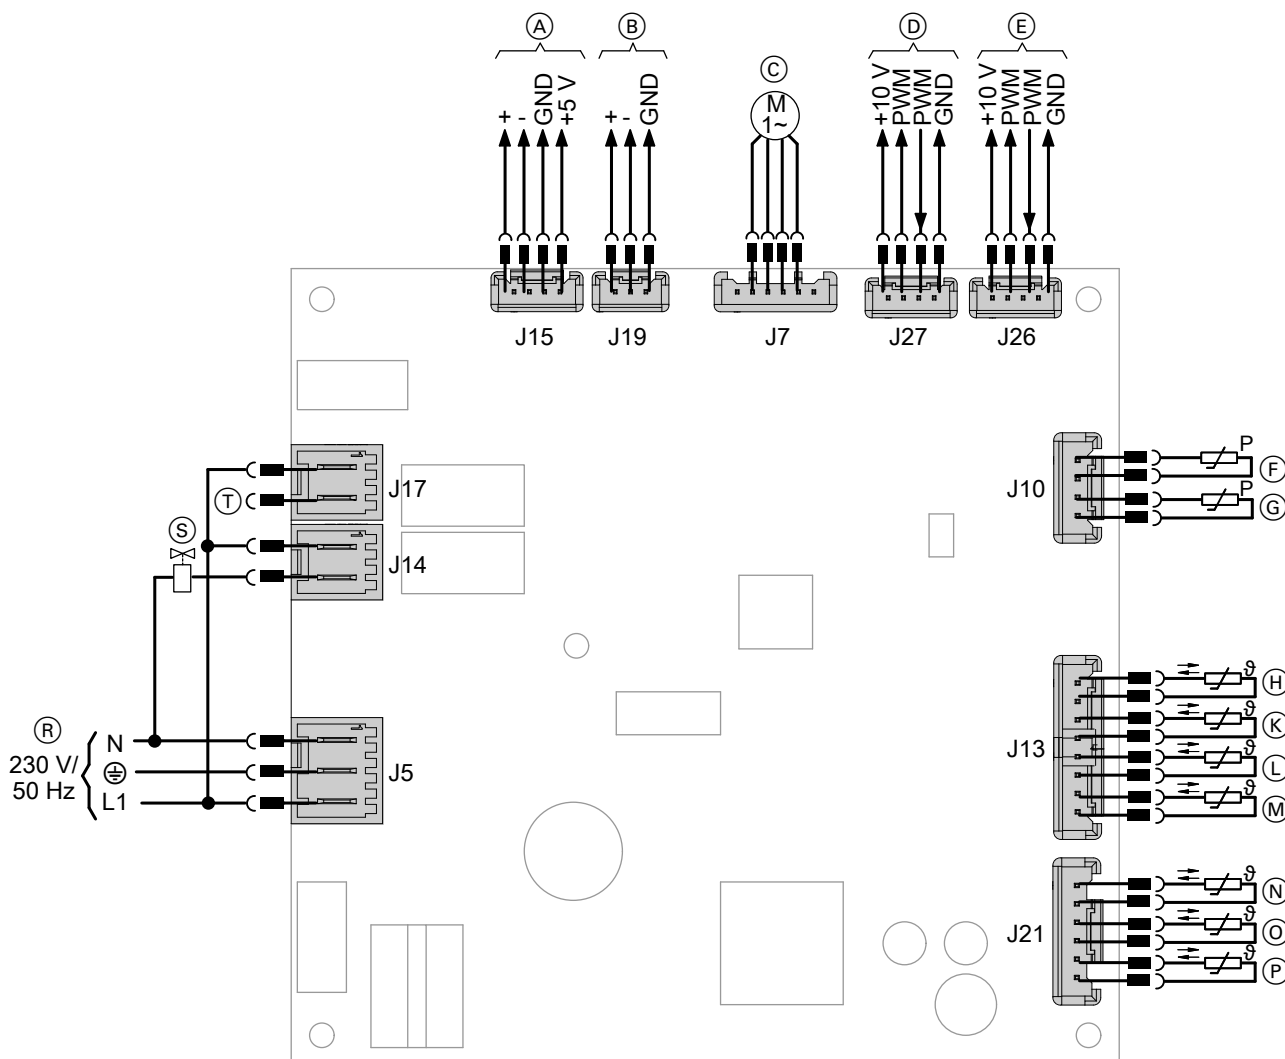 A
B
C
D
E
+
-
GND
+5 V
+
-
GND
M
1~
+10 V
PWM
PWM
GND
+10 V
PWM
PWM
GND
J15
J19
J7
J27
J26
J17
T
S
J14
J10
P
F
P
G
R
230 V/
50 Hz
N
L1
J5
J13
ϑ
H
ϑ
K
ϑ
L
ϑ
M
J21
ϑ
N
ϑ
O
ϑ
P